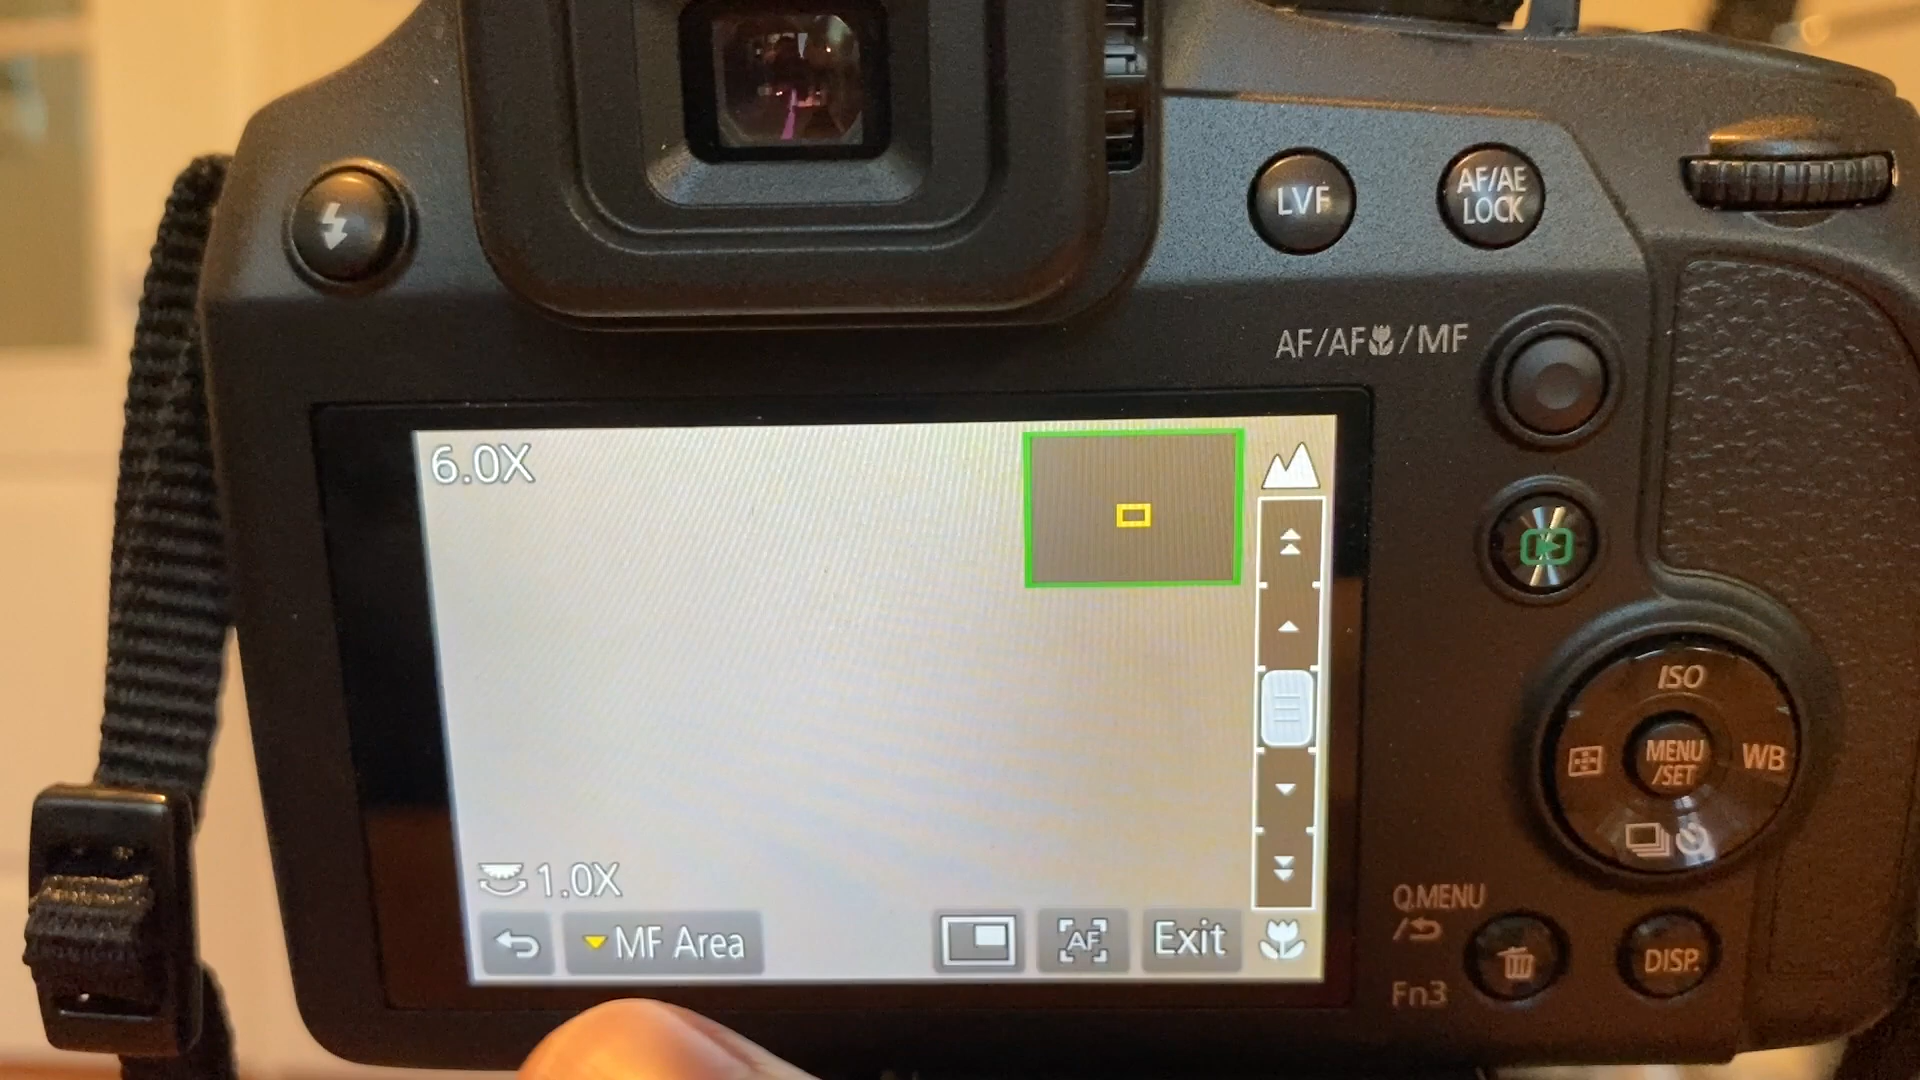 LVF
AF/AE
LOCK
AF/AF/MF
6.0X
ISO
MENU
/SET
WB
1.0X
MF Area
AF
Exit
Q.MENU
/
DISP.
Fn3